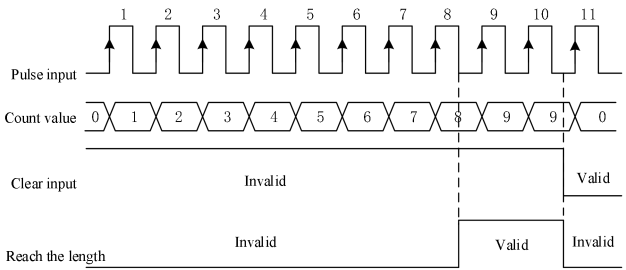 1 2 3 4 5 6 7 8 9 10 11
Pulse input
Count value 0 1 2 3 4 5 6 7 8 9 9 0
Clear input Invalid Valid
Reach the length Invalid Valid Invalid